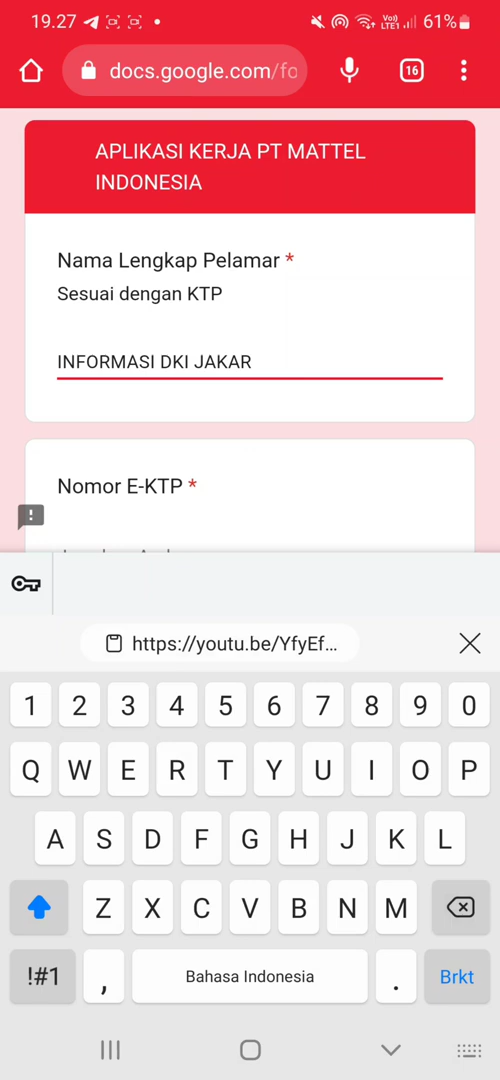 19.27
Vo))
LTE1
61%
docs.google.com/fo
16
APLIKASI KERJA PT MATTEL
INDONESIA
Nama Lengkap Pelamar *
Sesuai dengan KTP
INFORMASI DKI JAKAR
Nomor E-KTP *
https://youtu.be/YfyEf...
1 2 3 4 5 6 7 8 9 0
Q W E R T Y U I O P
A S D F G H J K L
Z X C V B N M
!#1 , Bahasa Indonesia . Brkt